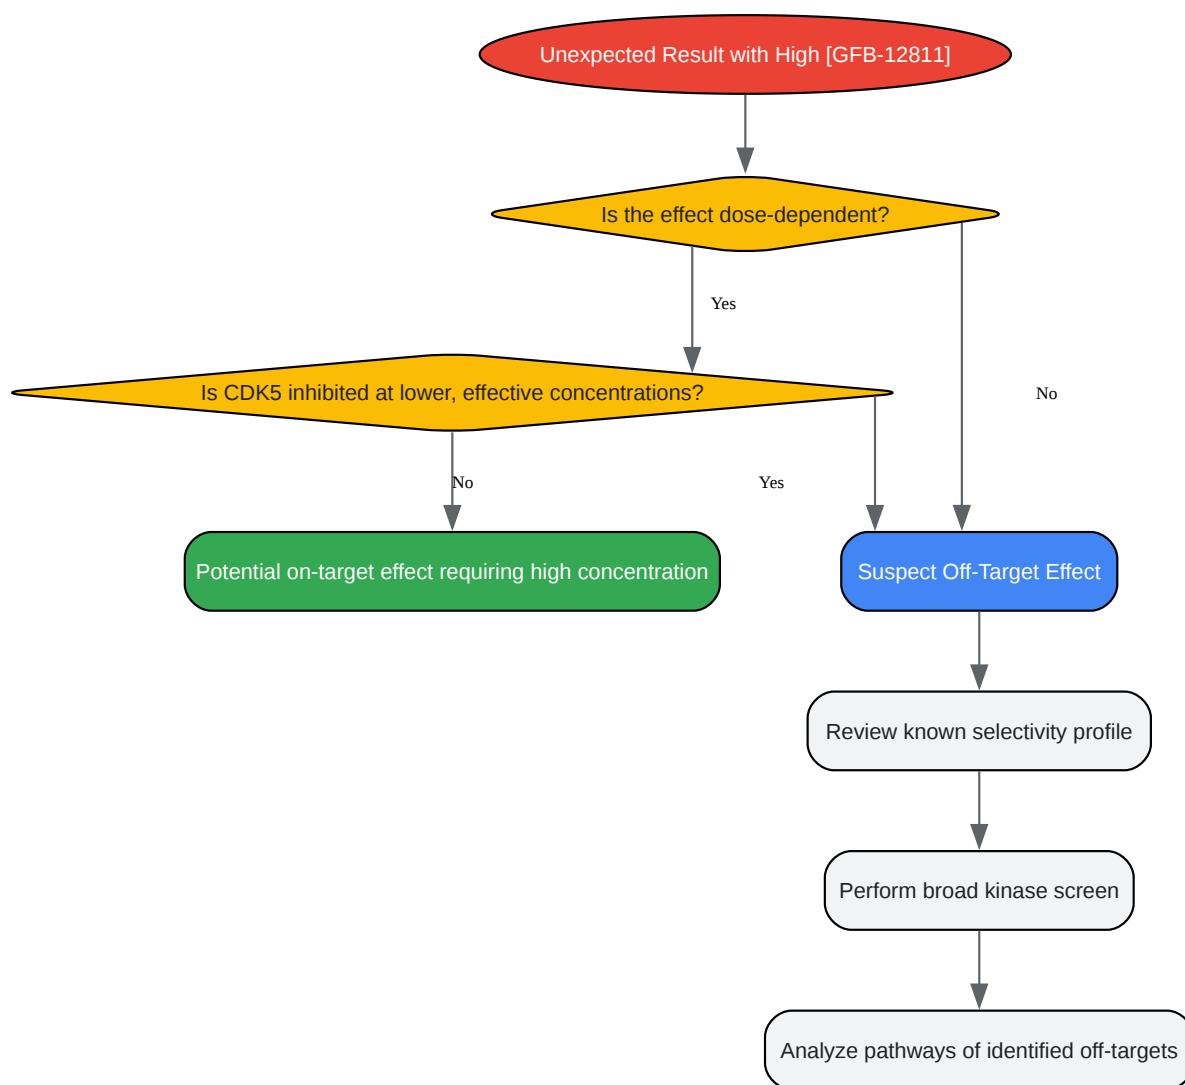 Unexpected Result with High [GFB-12811]
Is the effect dose-dependent?
Yes
Is CDK5 inhibited at lower, effective concentrations?
No
No
Yes
Potential on-target effect requiring high concentration
Suspect Off-Target Effect
Review known selectivity profile
Perform broad kinase screen
Analyze pathways of identified off-targets